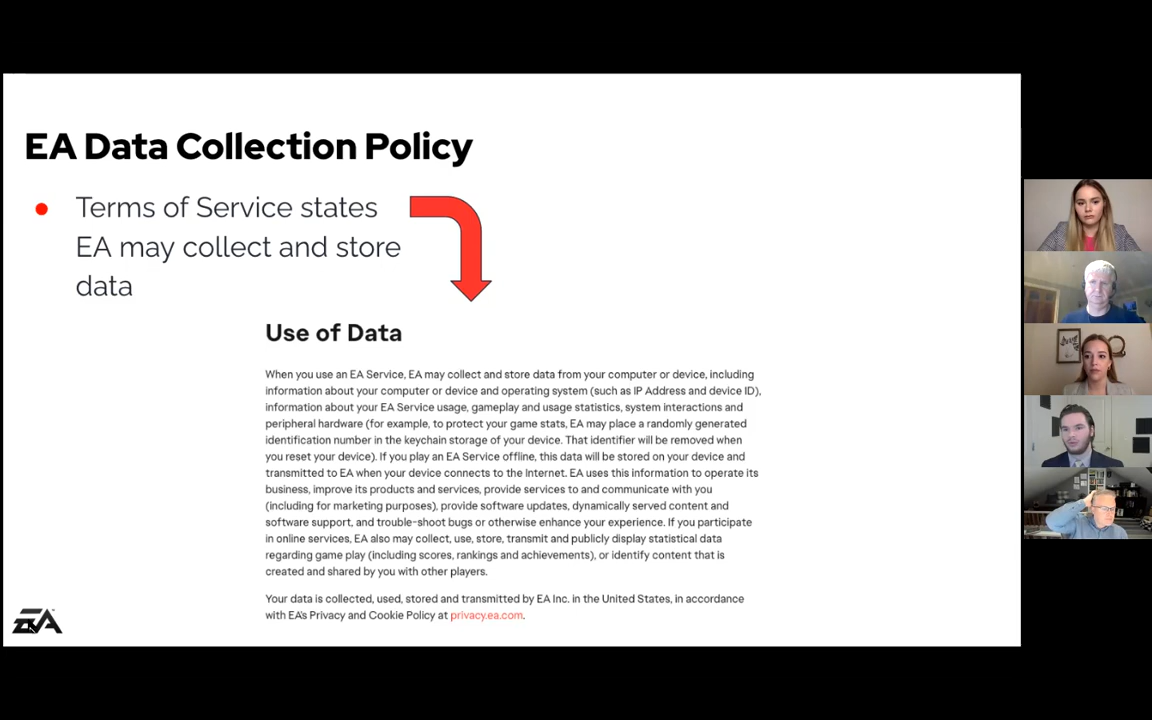 EA Data Collection Policy
● Terms of Service states
EA may collect and store
data
Use of Data
When you use an EA Service, EA may collect and store data from your computer or device, including
information about your computer or device and operating system (such as IP Address and device ID),
information about your EA Service usage, gameplay and usage statistics, system interactions and
peripheral hardware (for example, to protect your game stats, EA may place a randomly generated
identification number in the keychain storage of your device. That identifier will be removed when
you reset your device). If you play an EA Service offline, this data will be stored on your device and
transmitted to EA when your device connects to the Internet. EA uses this information to operate its
business, improve its products and services, provide services to and communicate with you
(including for marketing purposes), provide software updates, dynamically served content and
software support, and trouble-shoot bugs or otherwise enhance your experience. If you participate
in online services, EA also may collect, use, store, transmit and publicly display statistical data
regarding game play (including scores, rankings and achievements), or identify content that is
created and shared by you with other players.
Your data is collected, used, stored and transmitted by EA Inc. in the United States, in accordance
with EA's Privacy and Cookie Policy at privacy.ea.com.
EA